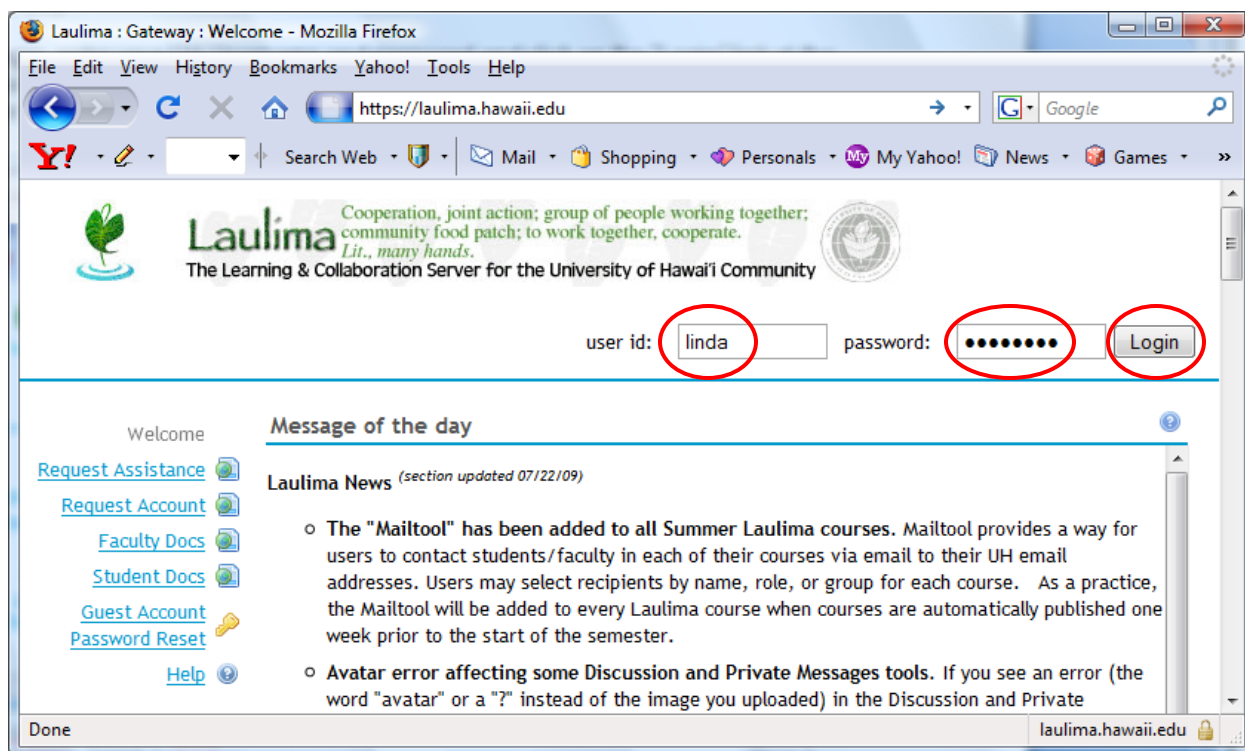 Laulima : Gateway : Welcome - Mozilla Firefox
File Edit View History Bookmarks Yahoo! Tools Help
https://laulima.hawaii.edu G Google
Y! Search Web Mail Shopping Personals My My Yahoo! News Games »
Laulima
Cooperation, joint action; group of people working together;
community food patch; to work together, cooperate.
Lit., many hands.
The Learning & Collaboration Server for the University of Hawai'i Community
user id: linda password: ●●●●●●●● Login
Welcome
Request Assistance
Request Account
Faculty Docs
Student Docs
Guest Account
Password Reset
Help
Message of the day
Laulima News (section updated 07/22/09)
The "Mailtool" has been added to all Summer Laulima courses. Mailtool provides a way for
users to contact students/faculty in each of their courses via email to their UH email
addresses. Users may select recipients by name, role, or group for each course. As a practice,
the Mailtool will be added to every Laulima course when courses are automatically published one
week prior to the start of the semester.
Avatar error affecting some Discussion and Private Messages tools. If you see an error (the
word "avatar" or a "?" instead of the image you uploaded) in the Discussion and Private
Done laulima.hawaii.edu